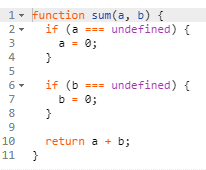 1 function sum(a, b) {
2   if (a === undefined) {
3     a = 0;
4   }
5
6   if (b === undefined) {
7     b = 0;
8   }
9
10   return a + b;
11 }